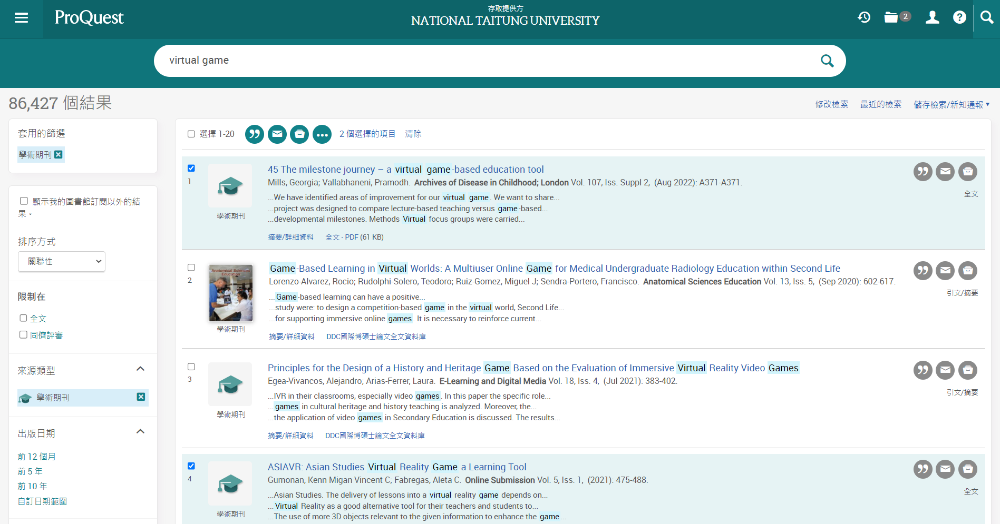 ProQuest
存取提供方
NATIONAL TAITUNG UNIVERSITY
2
?
virtual game
86,427 個結果
修改檢索
最近的檢索
儲存檢索/新知通報
套用的篩選
學術期刊
顯示我的圖書館訂閱以外的結
果。
排序方式
關聯性
限制在
全文
同儕評審
來源類型
學術期刊
出版日期
前 12 個月
前 5 年
前 10 年
自訂日期範圍
選擇 1-20
2 個選擇的項目
清除
1
學術期刊
45 The milestone journey – a virtual game-based education tool
Mills, Georgia; Vallabhaneni, Pramodh. Archives of Disease in Childhood; London Vol. 107, Iss. Suppl 2, (Aug 2022): A371-A371.
...We have identified areas of improvement for our virtual game. We want to share...
...project was designed to compare lecture-based teaching versus game-based...
...developmental milestones. Methods Virtual focus groups were carried...
摘要/詳細資料
全文 - PDF (61 KB)
全文
2
Anatomical Sciences
Education
學術期刊
Game-Based Learning in Virtual Worlds: A Multiuser Online Game for Medical Undergraduate Radiology Education within Second Life
Lorenzo-Alvarez, Rocio; Rudolphi-Solero, Teodoro; Ruiz-Gomez, Miguel J; Sendra-Portero, Francisco. Anatomical Sciences Education Vol. 13, Iss. 5, (Sep 2020): 602-617.
...Game-based learning can have a positive...
...study were: to design a competition-based game in the virtual world, Second Life...
...for supporting immersive online games. It is necessary to reinforce current...
摘要/詳細資料
DDC國際博碩士論文全文資料庫
引文/摘要
3
學術期刊
Principles for the Design of a History and Heritage Game Based on the Evaluation of Immersive Virtual Reality Video Games
Egea-Vivancos, Alejandro; Arias-Ferrer, Laura. E-Learning and Digital Media Vol. 18, Iss. 4, (Jul 2021): 383-402.
...IVR in their classrooms, especially video games. In this paper the specific role...
...games in cultural heritage and history teaching is analyzed. Moreover, the...
...the application of video games in Secondary Education is discussed. The results...
摘要/詳細資料
DDC國際博碩士論文全文資料庫
引文/摘要
4
學術期刊
ASIAVR: Asian Studies Virtual Reality Game a Learning Tool
Gumonan, Kenn Migan Vincent C; Fabregas, Aleta C. Online Submission Vol. 5, Iss. 1, (2021): 475-488.
...Asian Studies. The delivery of lessons into a virtual reality game depends on...
...Virtual Reality as a good alternative tool for their teachers and students to...
...The use of more 3D objects relevant to the given information to enhance the game...
全文